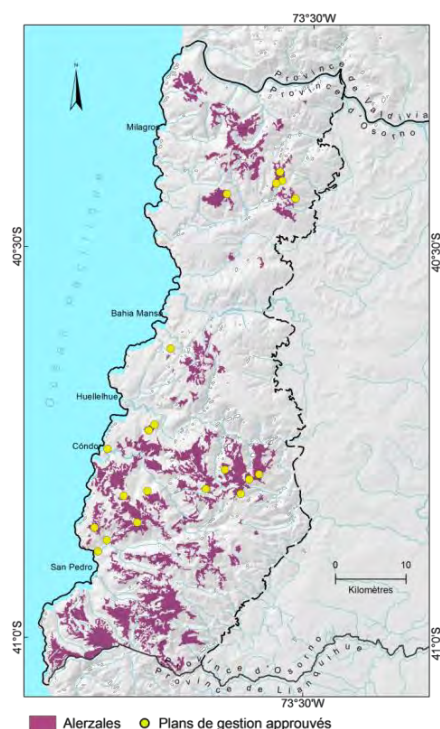 73°30'W
N
Province de Valdivia
Province d'Osorno
Milagros
40°30'S
40°30'S
Océan Pacifique
Bahia Mansa
Huellelhue
Cóndor
San Pedro
0
10
Kilomètres
41°0'S
41°0'S
Province d'Osorno
Province de Llanquihue
73°30'W
Alerzales
Plans de gestion approuvés